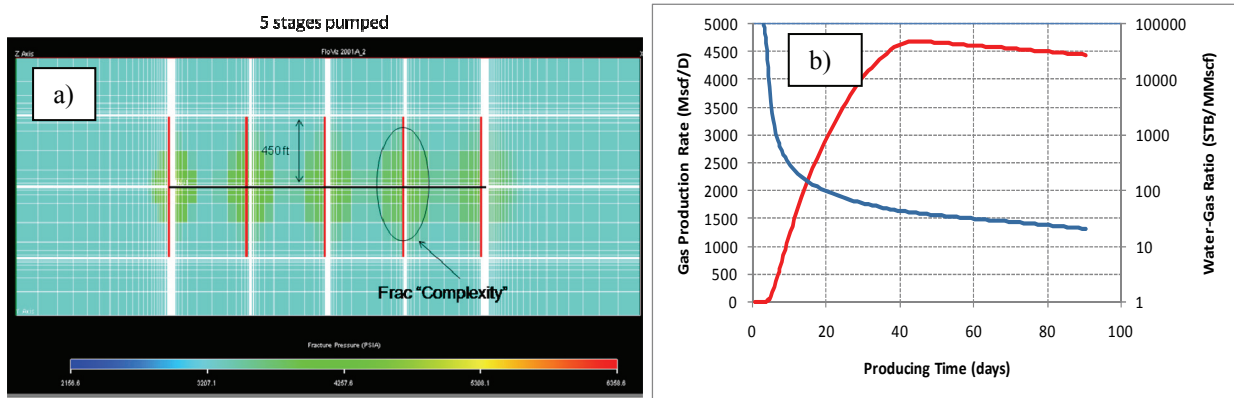 5 stages pumped
Z Axis
FloViz 2001A_2
a)
450 ft
Frac "Complexity"
Fracture Pressure (PSIA)
2156.6 3207.1 4257.6 5308.1 6358.6
b)
Gas Production Rate (Mscf/D)
5000
4500
4000
3500
3000
2500
2000
1500
1000
500
0
100000
10000
1000
100
10
1
Water-Gas Ratio (STB/MMscf)
0 20 40 60 80 100
Producing Time (days)